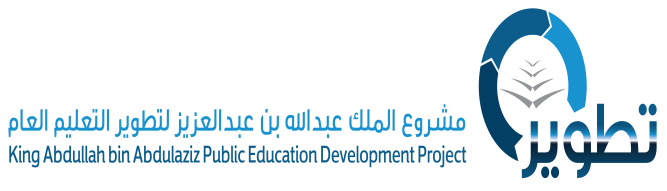 تطوير
مشروع الملك عبدالله بن عبدالعزيز لتطوير التعليم العام
King Abdullah bin Abdulaziz Public Education Development Project